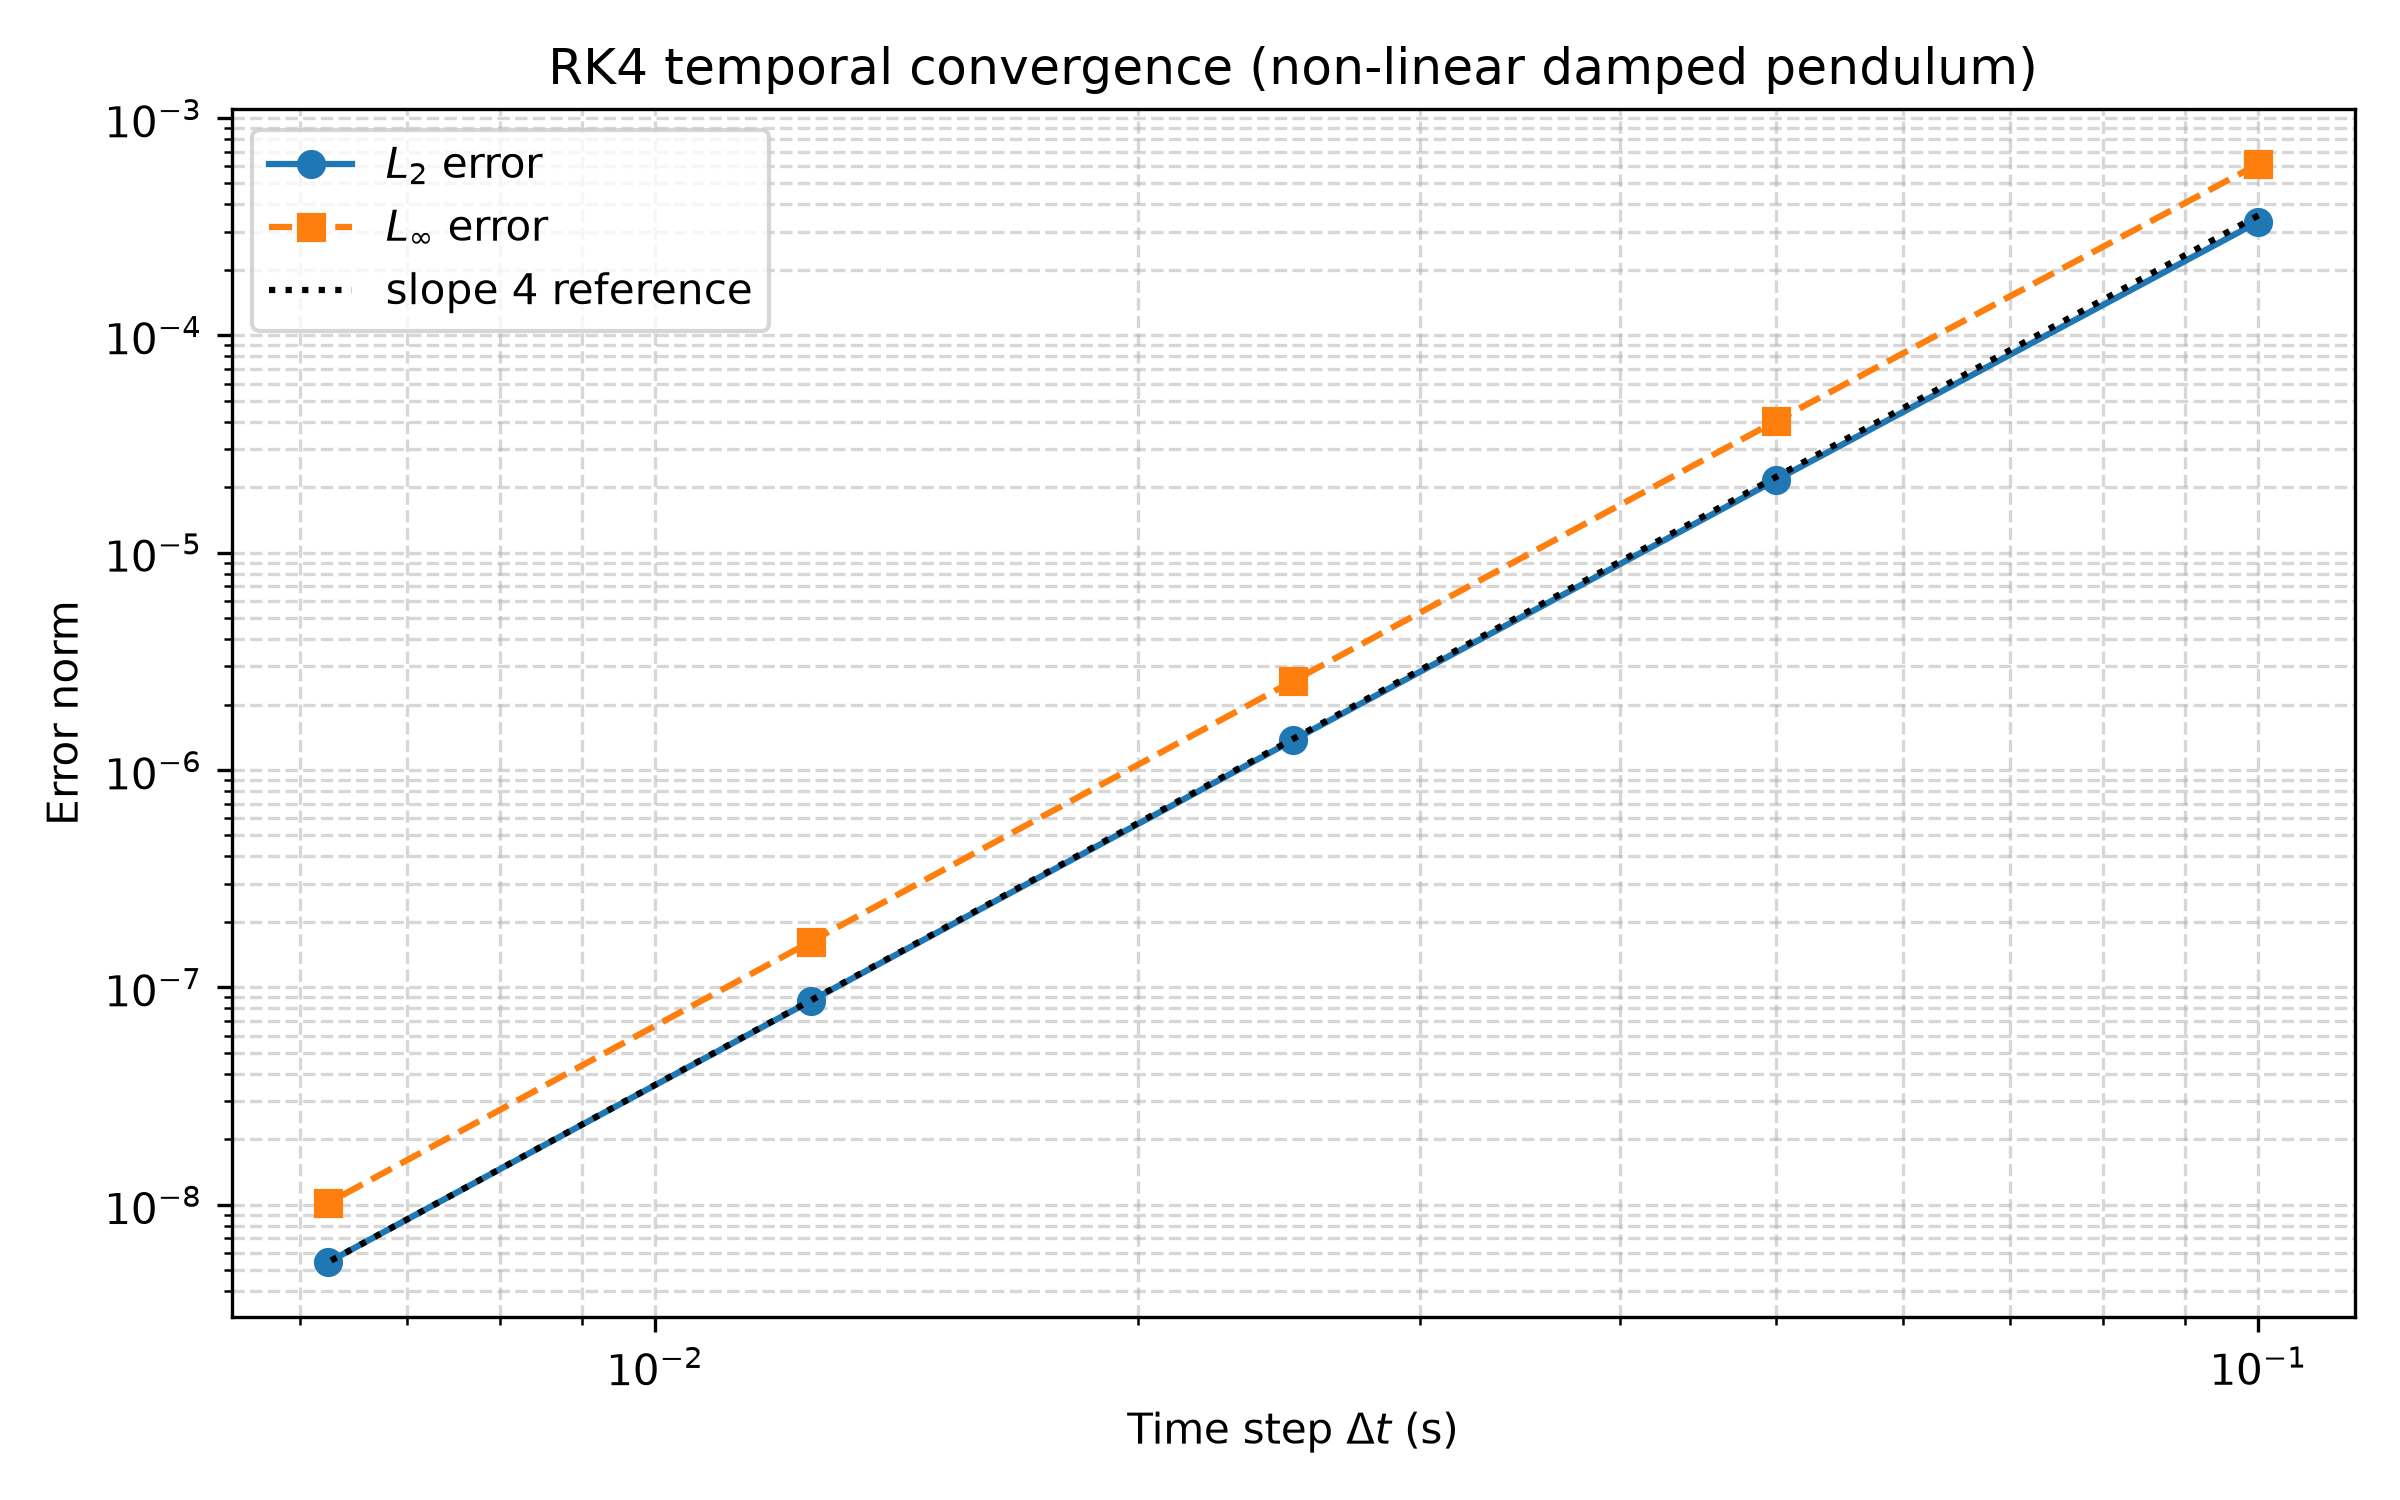 RK4 temporal convergence (non-linear damped pendulum)
10⁻³
10⁻⁴
10⁻⁵
10⁻⁶
10⁻⁷
10⁻⁸
Error norm
L₂ error
L∞ error
slope 4 reference
10⁻²
10⁻¹
Time step Δt (s)